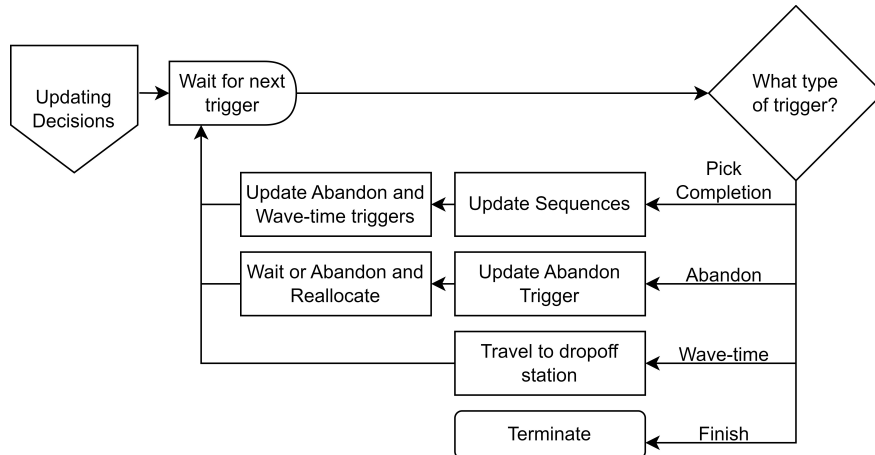 Updating
Decisions
Wait for next
trigger
What type
of trigger?
Pick
Completion
Update Sequences
Update Abandon and
Wave-time triggers
Abandon
Update Abandon
Trigger
Wait or Abandon and
Reallocate
Wave-time
Travel to dropoff
station
Finish
Terminate